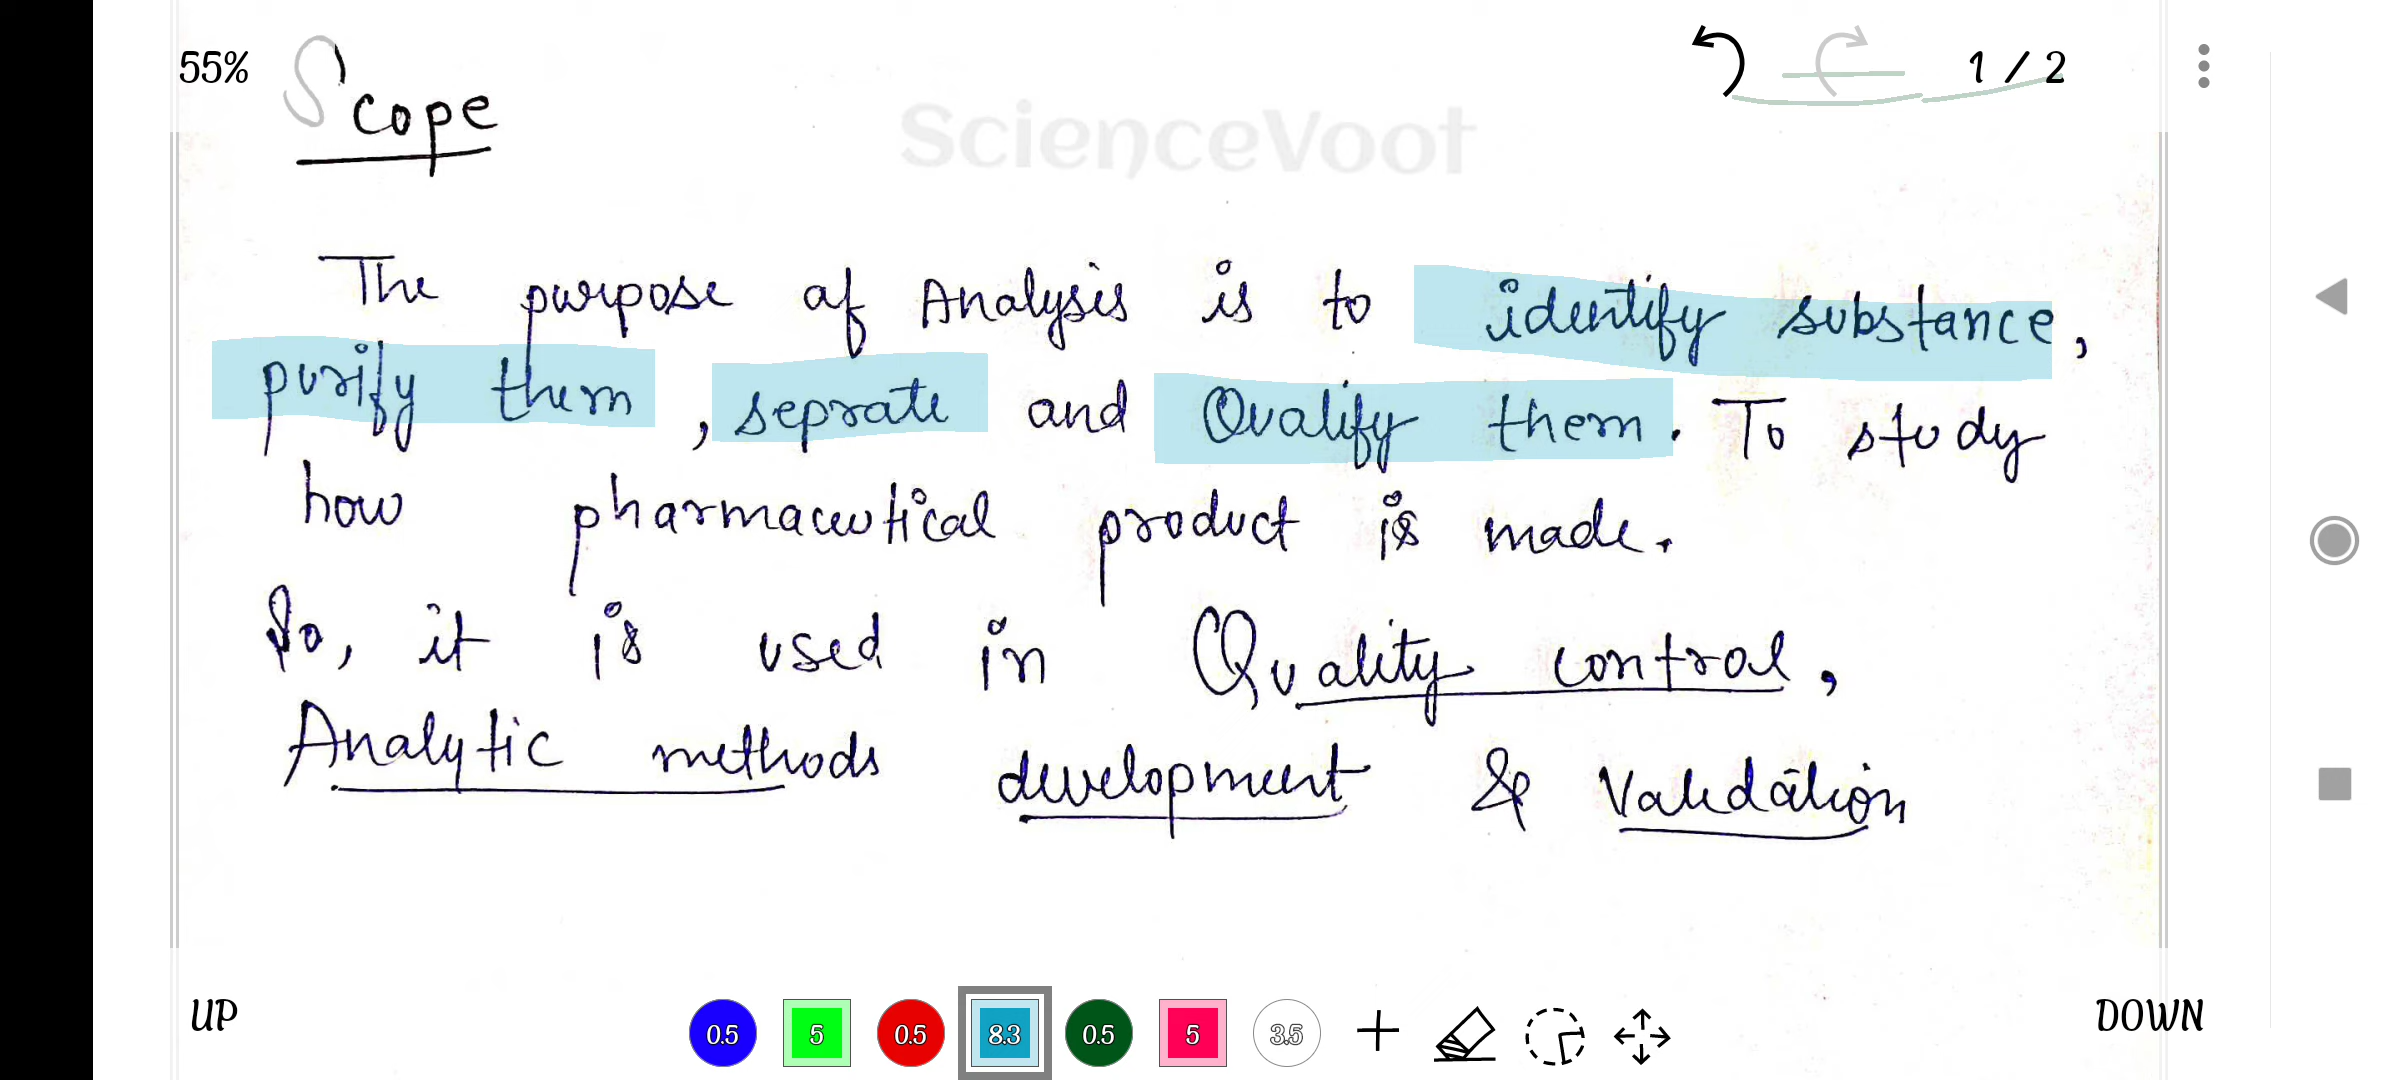 55%
Scope
1 / 2
ScienceVoot
The purpose of Analysis is to identify substance,
purify them, seprate and Qualify them. To study
how pharmaceutical product is made.
So, it is used in Quality control,
Analytic methods development & Validation
UP
0.5 5 0.5 8.3 0.5 5 3.5
DOWN